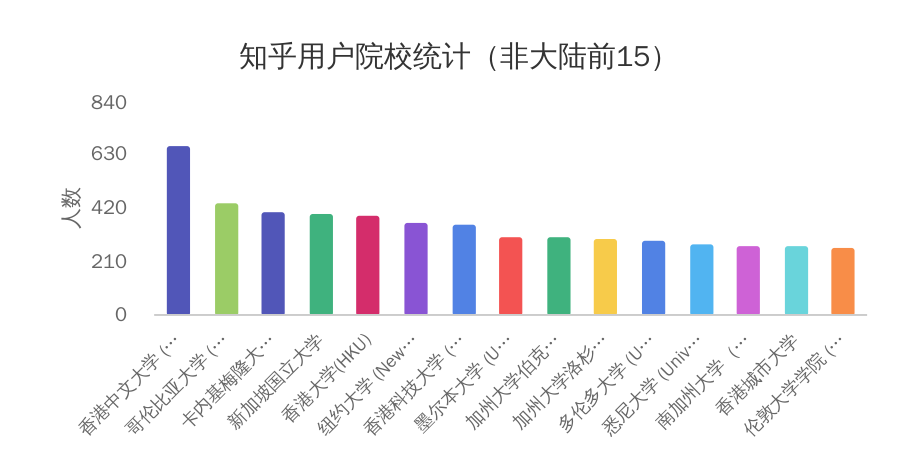 知乎用户院校统计（非大陆前15）
840
630
420
210
0
人数
香港中文大学 (…
哥伦比亚大学 (…
卡内基梅隆大…
新加坡国立大学
香港大学(HKU)
纽约大学 (New…
香港科技大学 (…
墨尔本大学 (U…
加州大学伯克…
加州大学洛杉…
多伦多大学 (U…
悉尼大学 (Univ…
南加州大学（…
香港城市大学
伦敦大学学院 (…